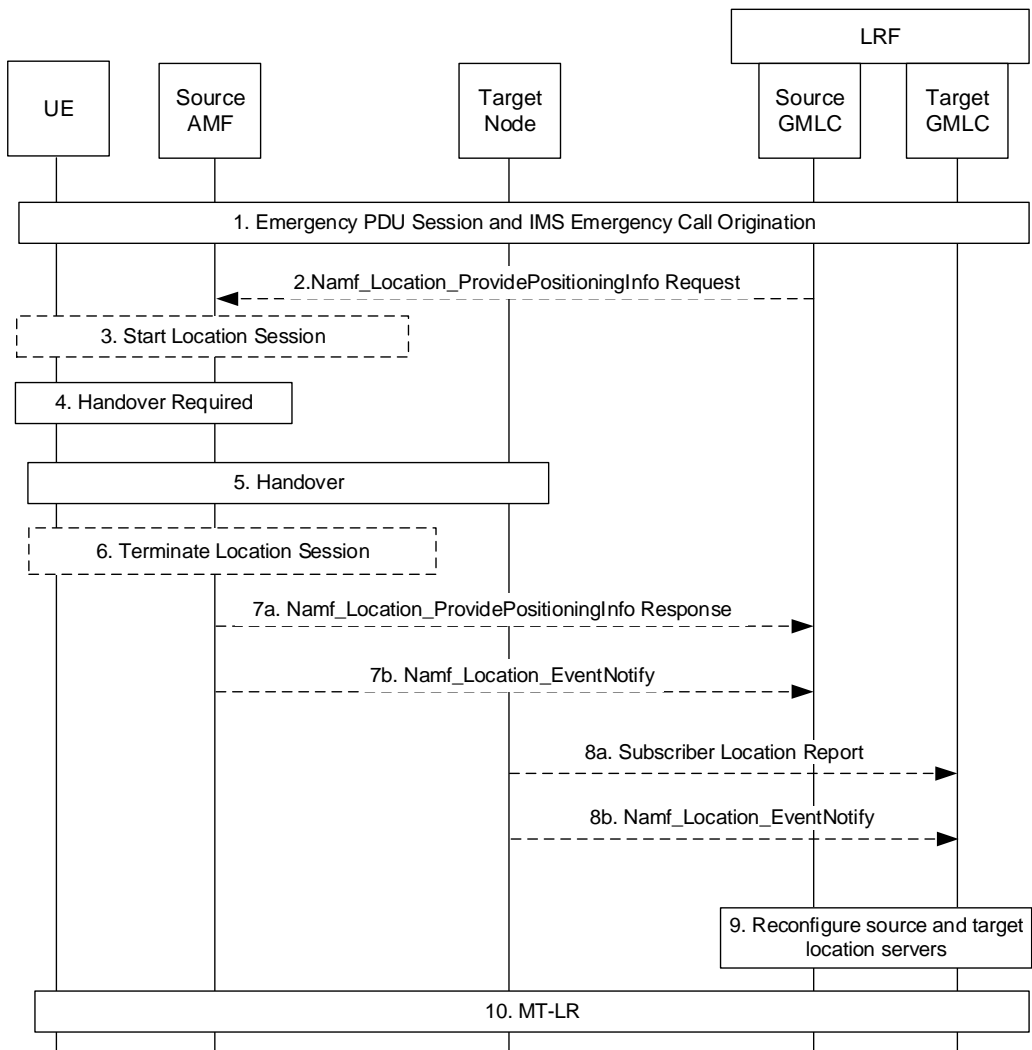 LRF
UE
Source
AMF
Target
Node
Source
GMLC
Target
GMLC
1. Emergency PDU Session and IMS Emergency Call Origination
2.Namf_Location_ProvidePositioningInfo Request
3. Start Location Session
4. Handover Required
5. Handover
6. Terminate Location Session
7a. Namf_Location_ProvidePositioningInfo Response
7b. Namf_Location_EventNotify
8a. Subscriber Location Report
8b. Namf_Location_EventNotify
9. Reconfigure source and target
location servers
10. MT-LR